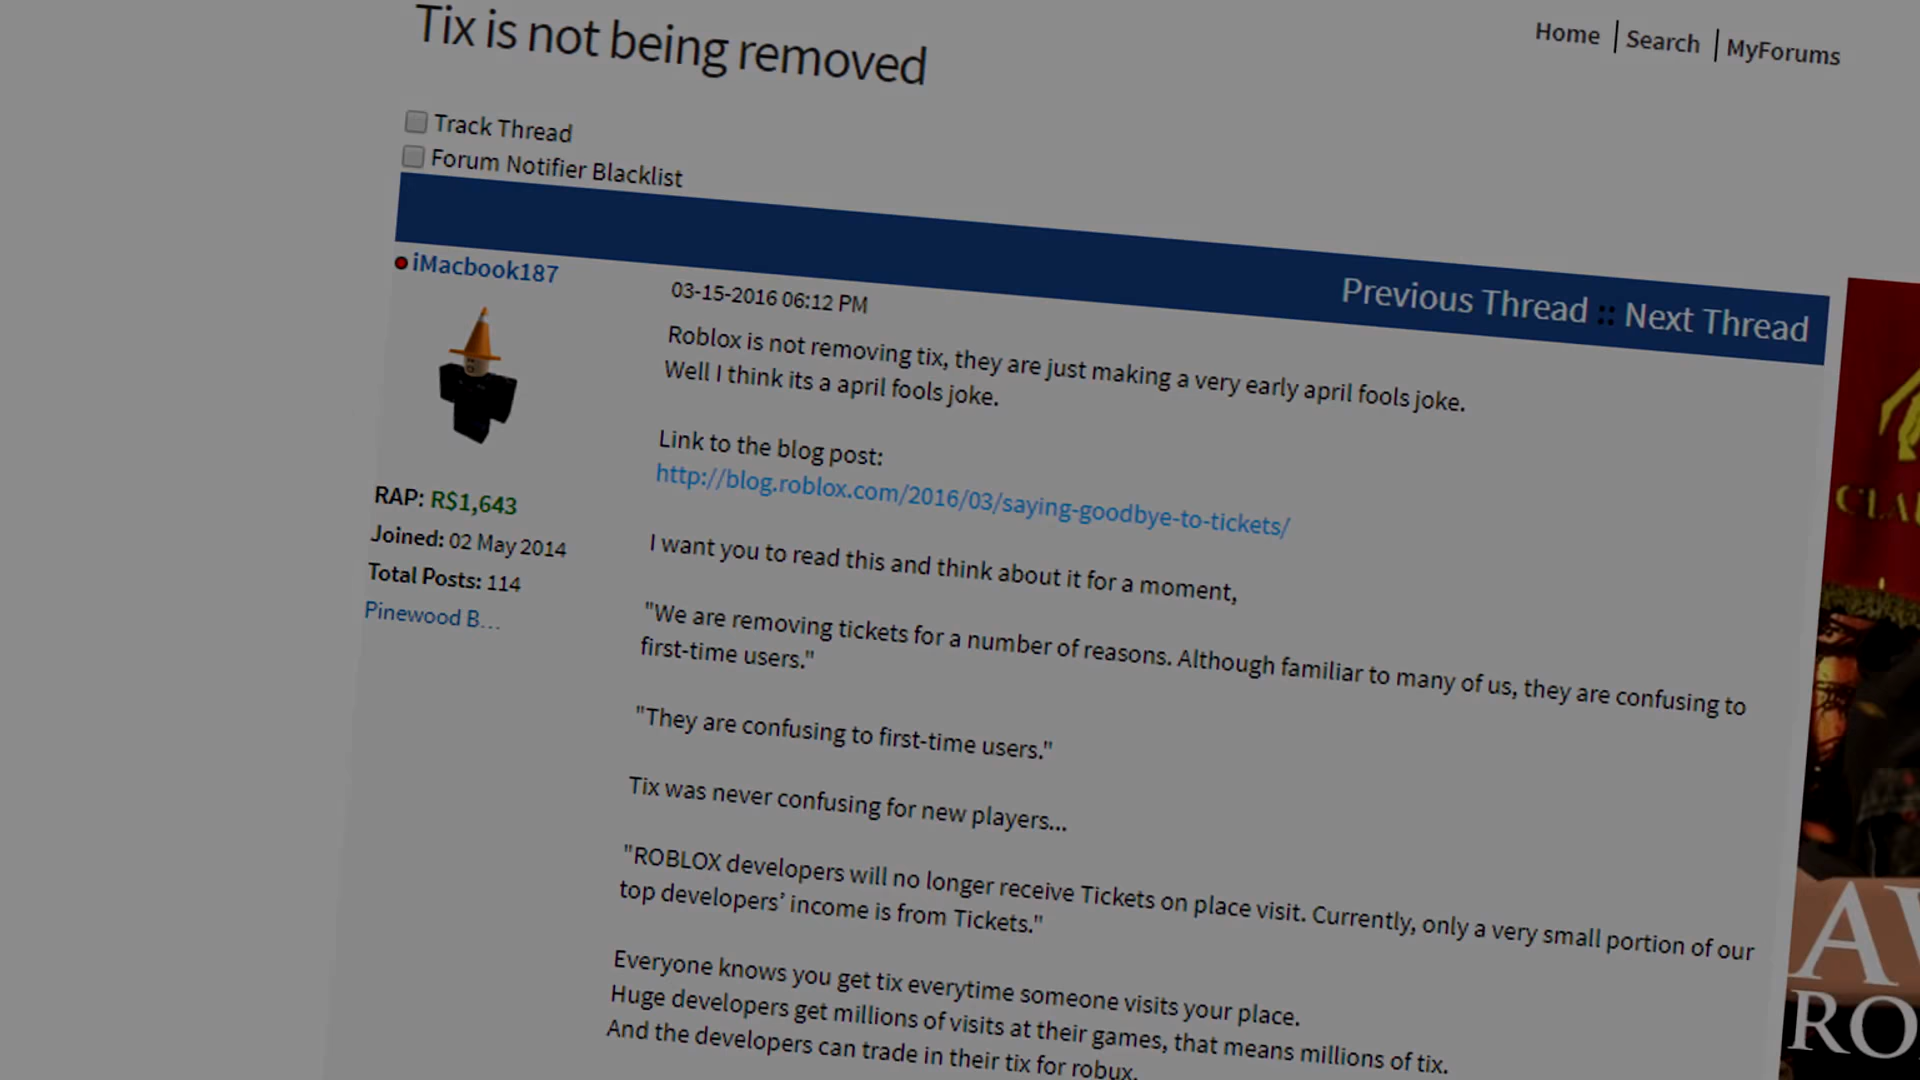 Tix is not being removed
Home | Search | MyForums
Track Thread
Forum Notifier Blacklist
Previous Thread :: Next Thread
iMacbook187
03-15-2016 06:12 PM
Roblox is not removing tix, they are just making a very early april fools joke.
Well I think its a april fools joke.
Link to the blog post:
http://blog.roblox.com/2016/03/saying-goodbye-to-tickets/
RAP: R$1,643
Joined: 02 May 2014
Total Posts: 114
Pinewood B...
I want you to read this and think about it for a moment,
"We are removing tickets for a number of reasons. Although familiar to many of us, they are confusing to
first-time users."
"They are confusing to first-time users."
Tix was never confusing for new players...
"ROBLOX developers will no longer receive Tickets on place visit. Currently, only a very small portion of our
top developers’ income is from Tickets."
Everyone knows you get tix everytime someone visits your place.
Huge developers get millions of visits at their games, that means millions of tix.
And the developers can trade in their tix for robux.